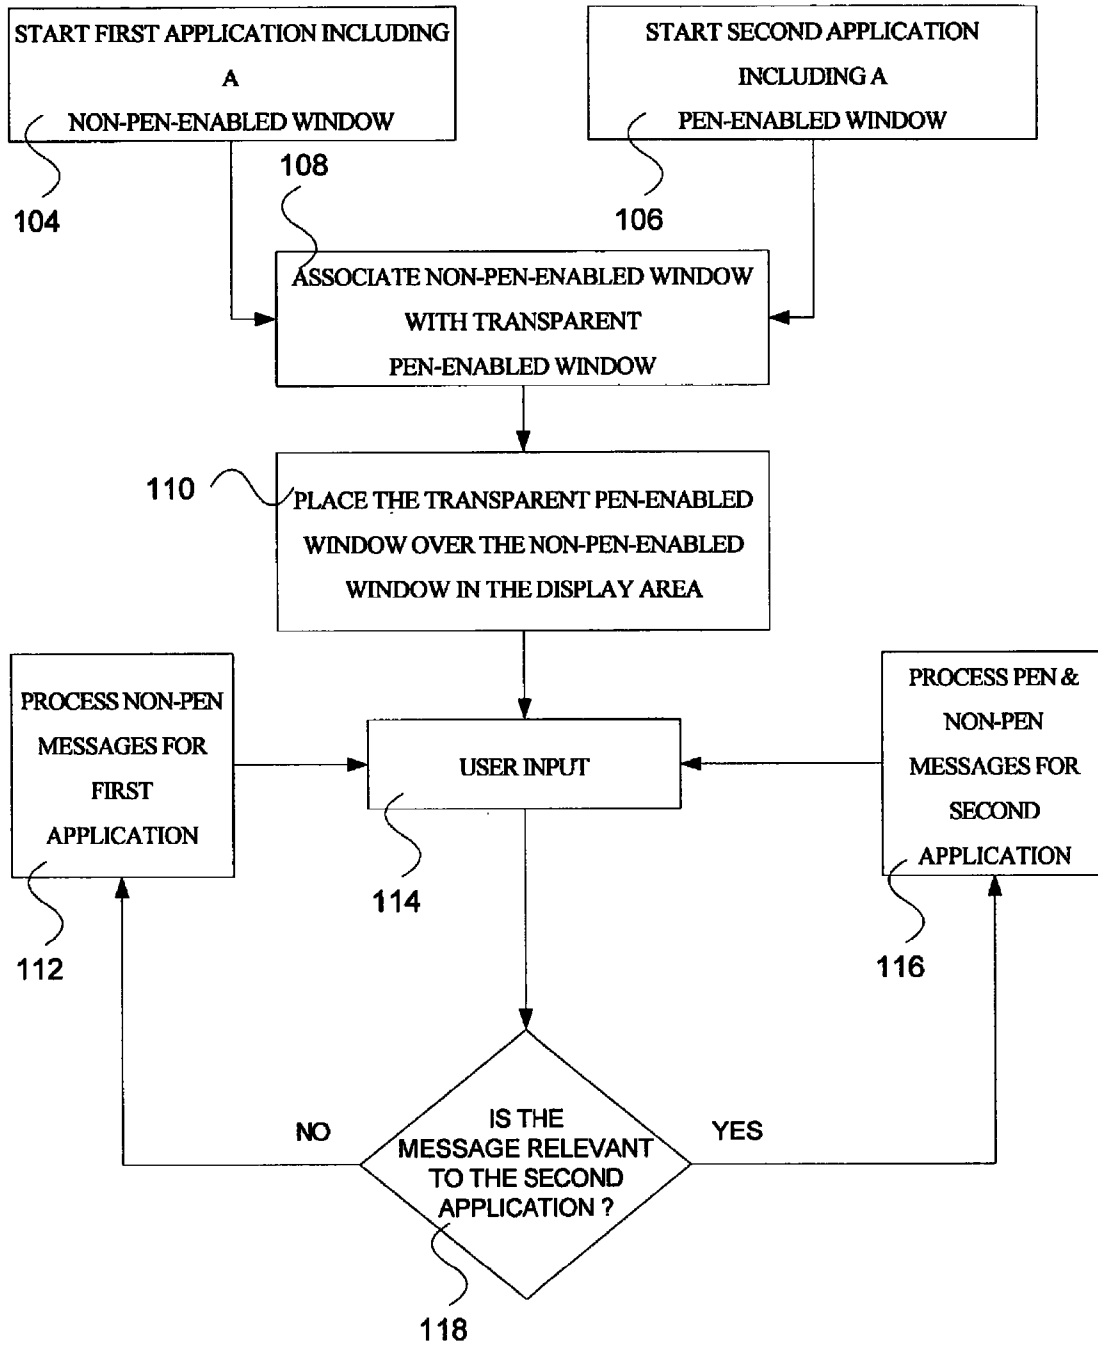 START FIRST APPLICATION INCLUDING
A
NON-PEN-ENABLED WINDOW
104
START SECOND APPLICATION
INCLUDING A
PEN-ENABLED WINDOW
106
108
ASSOCIATE NON-PEN-ENABLED WINDOW
WITH TRANSPARENT
PEN-ENABLED WINDOW
110
PLACE THE TRANSPARENT PEN-ENABLED
WINDOW OVER THE NON-PEN-ENABLED
WINDOW IN THE DISPLAY AREA
PROCESS NON-PEN
MESSAGES FOR
FIRST
APPLICATION
112
USER INPUT
114
PROCESS PEN &
NON-PEN
MESSAGES FOR
SECOND
APPLICATION
116
NO
IS THE
MESSAGE RELEVANT
TO THE SECOND
APPLICATION ?
YES
118